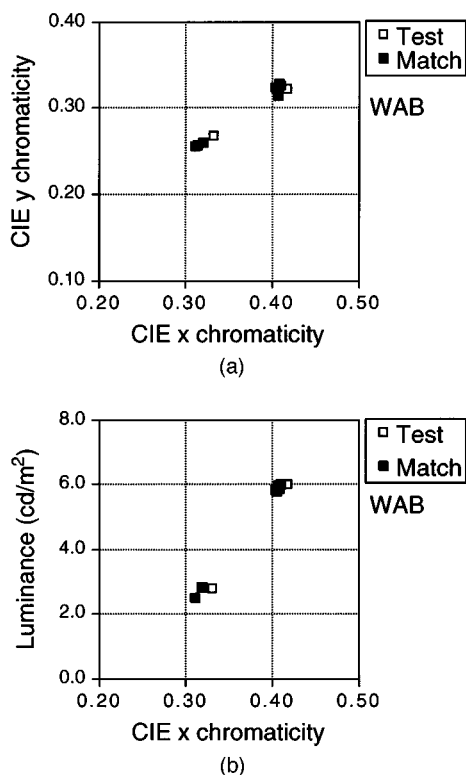 0.40
0.30
0.20
0.10
CIE y chromaticity
0.20 0.30 0.40 0.50
CIE x chromaticity
Test
Match
WAB
(a)
8.0
6.0
4.0
2.0
0.0
Luminance (cd/m²)
0.20 0.30 0.40 0.50
CIE x chromaticity
Test
Match
WAB
(b)